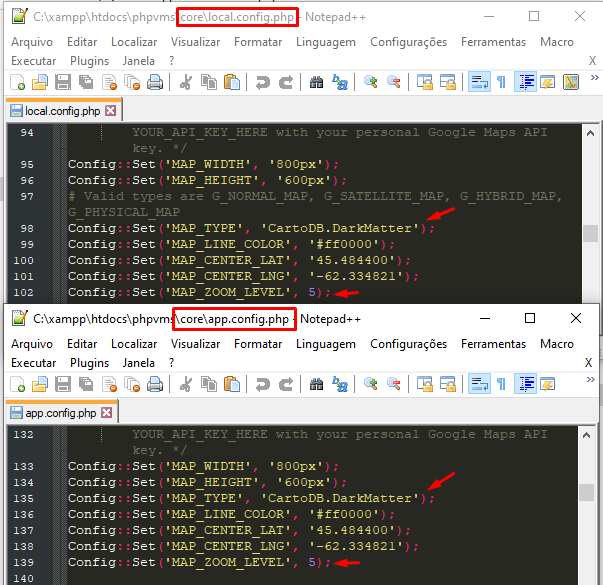 C:\xampp\htdocs\phpvms\core\local.config.php - Notepad++
Arquivo Editar Localizar Visualizar Formatar Linguagem Configurações Ferramentas Macro
Executar Plugins Janela ? X
local.config.php
94 YOUR_API_KEY_HERE with your personal Google Maps API
key. */
95 Config::Set('MAP_WIDTH', '800px');
96 Config::Set('MAP_HEIGHT', '600px');
97 # Valid types are G_NORMAL_MAP, G_SATELLITE_MAP, G_HYBRID_MAP,
G_PHYSICAL_MAP
98 Config::Set('MAP_TYPE', 'CartoDB.DarkMatter');
99 Config::Set('MAP_LINE_COLOR', '#ff0000');
100 Config::Set('MAP_CENTER_LAT', '45.484400');
101 Config::Set('MAP_CENTER_LNG', '-62.334821');
102 Config::Set('MAP_ZOOM_LEVEL', 5);
C:\xampp\htdocs\phpvms\core\app.config.php - Notepad++
Arquivo Editar Localizar Visualizar Formatar Linguagem Configurações Ferramentas Macro
Executar Plugins Janela ? X
app.config.php
132 YOUR_API_KEY_HERE with your personal Google Maps API
key. */
133 Config::Set('MAP_WIDTH', '800px');
134 Config::Set('MAP_HEIGHT', '600px');
135 Config::Set('MAP_TYPE', 'CartoDB.DarkMatter');
136 Config::Set('MAP_LINE_COLOR', '#ff0000');
137 Config::Set('MAP_CENTER_LAT', '45.484400');
138 Config::Set('MAP_CENTER_LNG', '-62.334821');
139 Config::Set('MAP_ZOOM_LEVEL', 5);
140